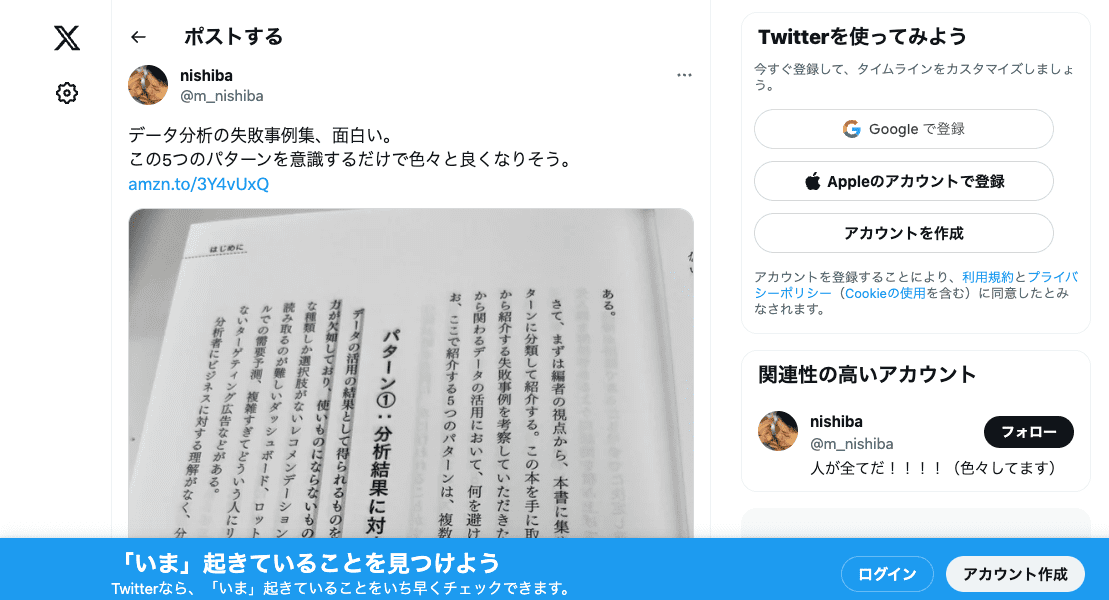 ポストする
nishiba
@m_nishiba
データ分析の失敗事例集、面白い。
この5つのパターンを意識するだけで色々と良くなりそう。
amzn.to/3Y4vUxQ
はじめに
ある。
さて、まずは編者の視点から、本書に集
ターンに分類して紹介する。この本を手に取
から紹介する失敗事例を考察していただきた
から関わるデータの活用において、何を避け
お、ここで紹介する5つのパターンは、複数
パターン①：分析結果に対
データの活用の結果として得られるものを
力が欠如しており、使いものにならないもの
な種類しか選択肢がないレコメンデーション
読み取るのが難しいダッシュボード、ロット
ルでの需要予測、複雑すぎてどういう人にリ
ないターゲティング広告などがある。
分析者にビジネスに対する理解がなく、分
Twitterを使ってみよう
今すぐ登録して、タイムラインをカスタマイズしましょ
う。
Google で登録
Appleのアカウントで登録
アカウントを作成
アカウントを登録することにより、利用規約とプライバ
シーポリシー（Cookieの使用を含む）に同意したとみ
なされます。
関連性の高いアカウント
nishiba
@m_nishiba
フォロー
人が全てだ！！！！（色々してます）
「いま」起きていることを見つけよう
Twitterなら、「いま」起きていることをいち早くチェックできます。
ログイン
アカウント作成